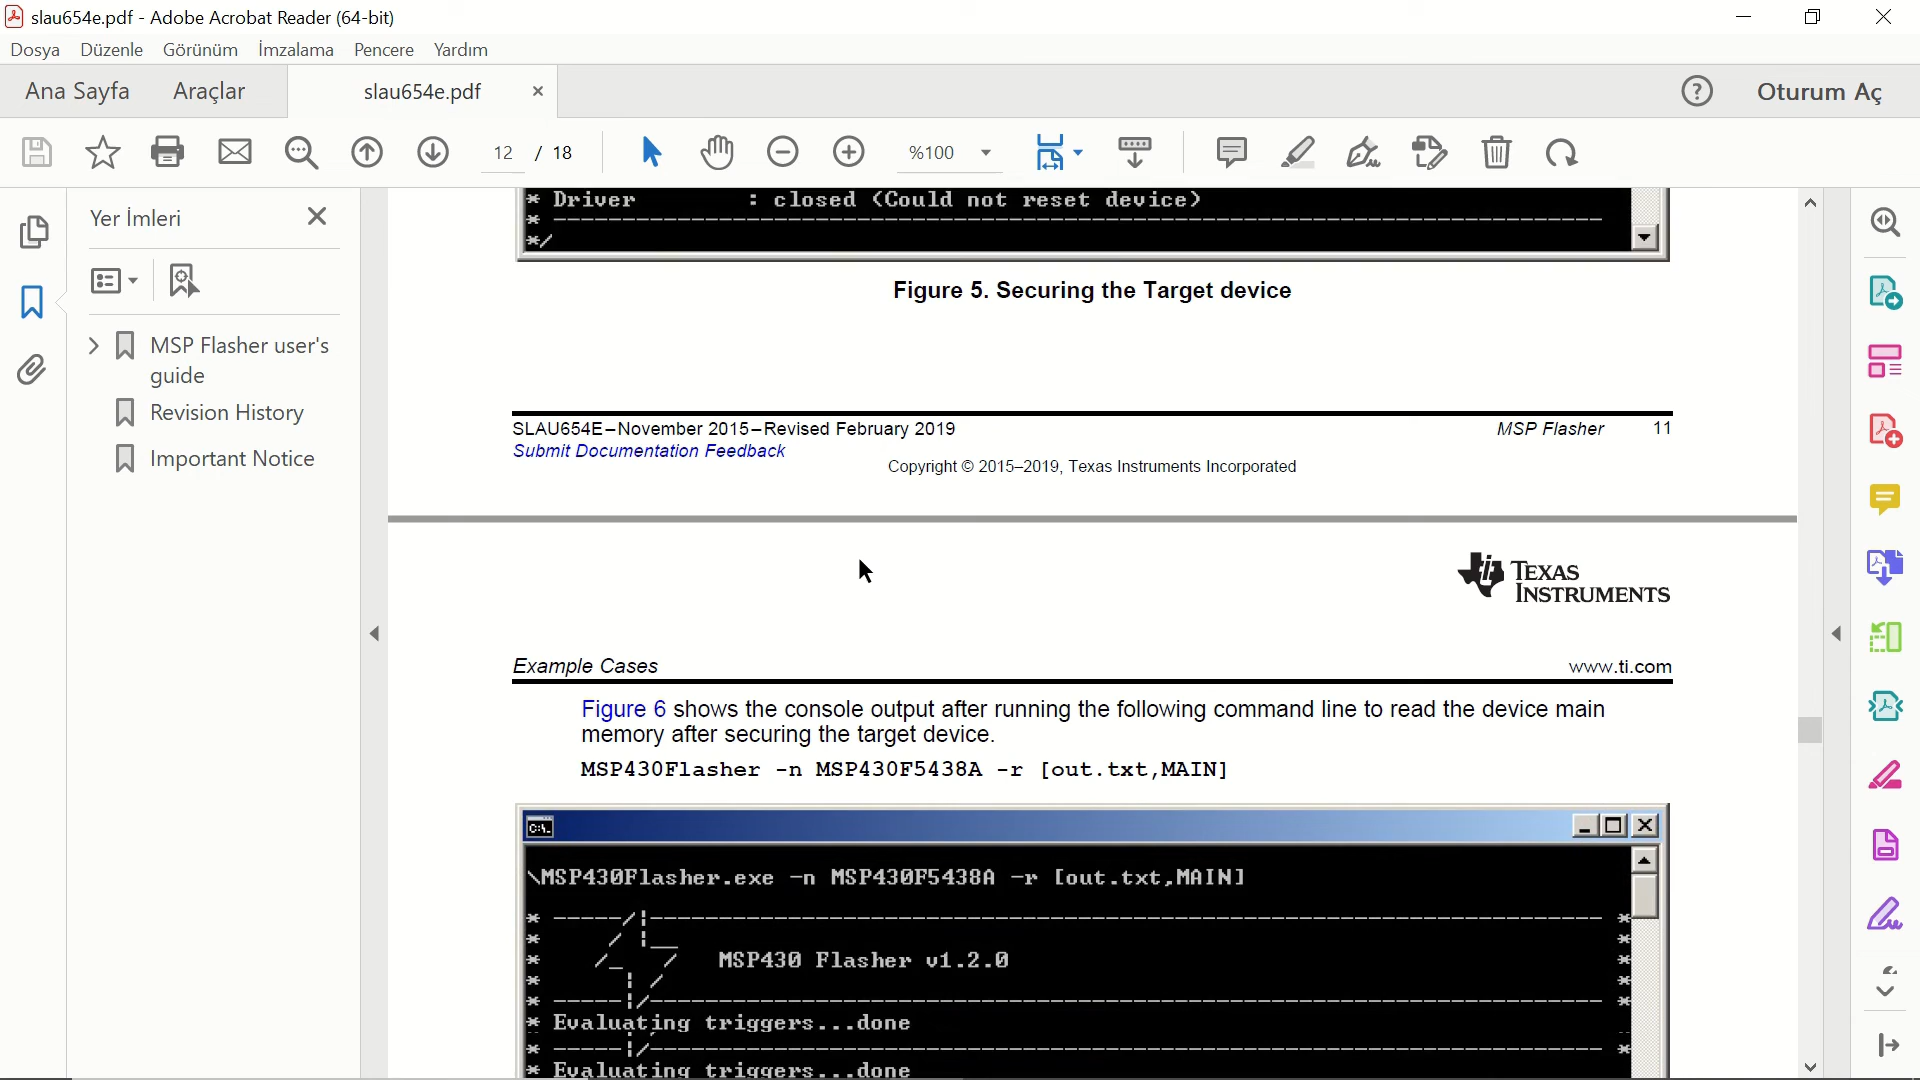 slau654e.pdf - Adobe Acrobat Reader (64-bit)
Dosya Düzenle Görünüm İmzalama Pencere Yardım
Ana Sayfa Araçlar slau654e.pdf Oturum Aç
12 / 18 %100
Yer İmleri
MSP Flasher user's
guide
Revision History
Important Notice
* Driver : closed (Could not reset device)
* ------------------------------------------------------------------------
*/
Figure 5. Securing the Target device
SLAU654E–November 2015–Revised February 2019 MSP Flasher 11
Submit Documentation Feedback
Copyright © 2015–2019, Texas Instruments Incorporated
TEXAS
INSTRUMENTS
Example Cases www.ti.com
Figure 6 shows the console output after running the following command line to read the device main
memory after securing the target device.
MSP430Flasher -n MSP430F5438A -r [out.txt,MAIN]
C:\.
\MSP430Flasher.exe -n MSP430F5438A -r [out.txt,MAIN]
* -----/|-------------------------------------------------------------------- *
* / |__ *
* /_ / MSP430 Flasher v1.2.0 *
* | / *
* -----|/-------------------------------------------------------------------- *
* Evaluating triggers...done
* -----|/-------------------------------------------------------------------- *
* Evaluating triggers...done